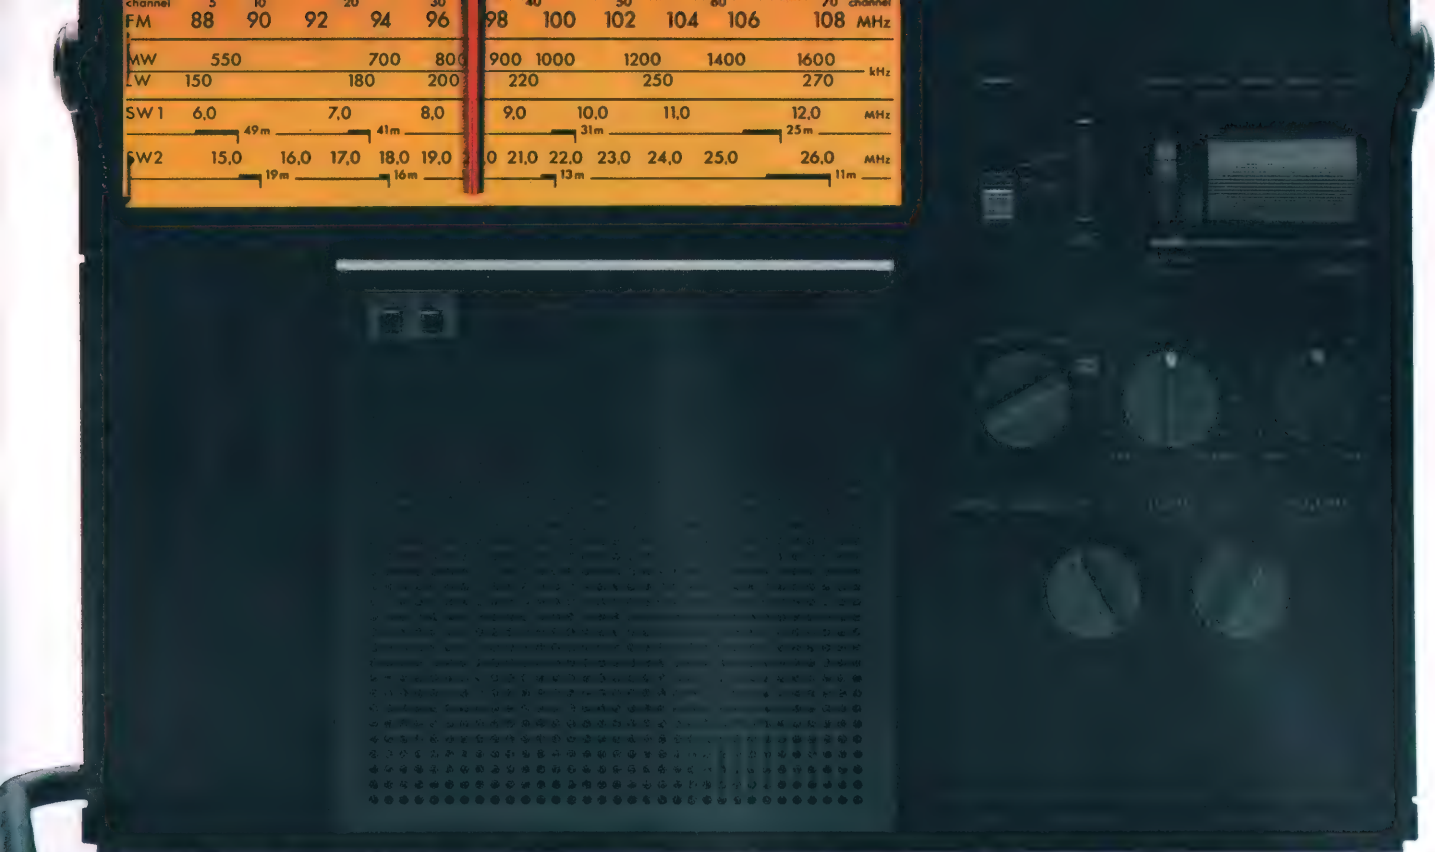 channel 5 10 20 30 40 50 60 70 channel
FM 88 90 92 94 96 98 100 102 104 106 108 MHz
MW 550 700 800 900 1000 1200 1400 1600
kHz
LW 150 180 200 220 250 270
SW1 6,0 7,0 8,0 9,0 10,0 11,0 12,0 MHz
49m 41m 31m 25m
SW2 15,0 16,0 17,0 18,0 19,0 21,0 22,0 23,0 24,0 25,0 26,0 MHz
19m 16m 13m 11m